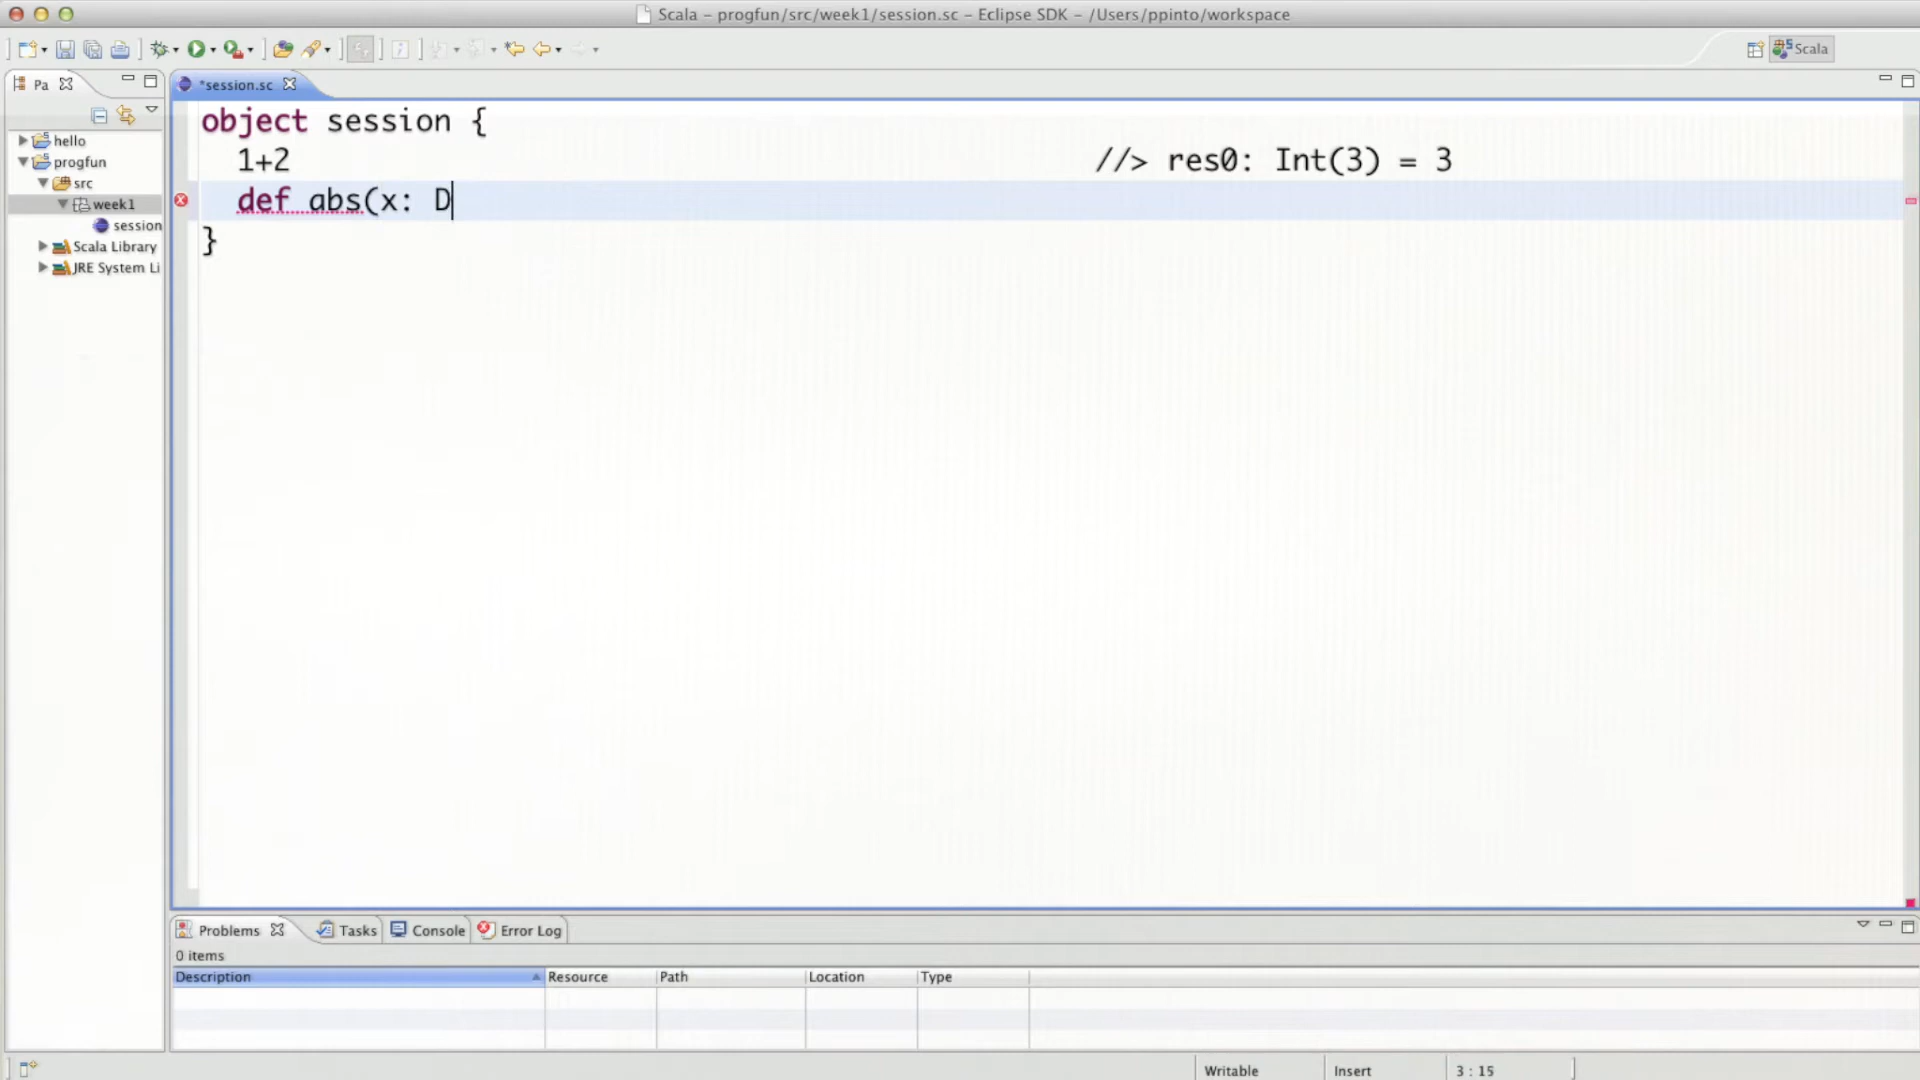 Scala – progfun/src/week1/session.sc – Eclipse SDK – /Users/ppinto/workspace
Scala
Pa
*session.sc
hello
progfun
src
week1
session
Scala Library
JRE System Li
object session {
1+2 //> res0: Int(3) = 3
def abs(x: D
}
Problems Tasks Console Error Log
0 items
Description Resource Path Location Type
Writable Insert 3 : 15